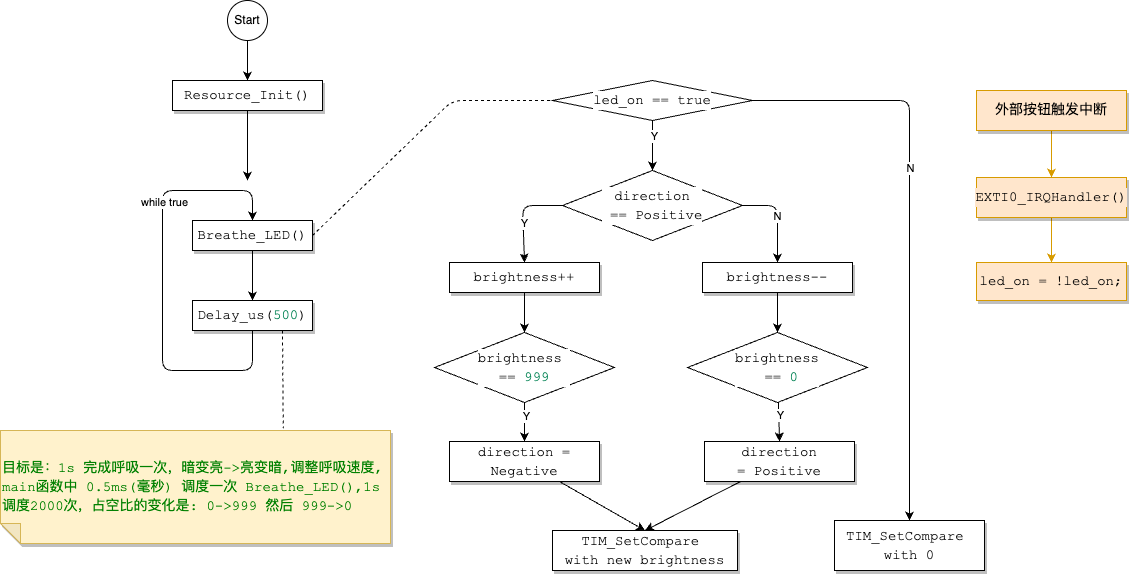 Start
Resource_Init()
while true
Breathe_LED()
Delay_us(500)
目标是：1s 完成呼吸一次，暗变亮->亮变暗,调整呼吸速度,
main函数中 0.5ms(毫秒) 调度一次 Breathe_LED(),1s
调度2000次，占空比的变化是: 0->999 然后 999->0
led_on == true
Y
N
direction
== Positive
Y
N
brightness++
brightness--
brightness
== 999
brightness
== 0
Y
Y
direction =
Negative
direction
= Positive
TIM_SetCompare
with new brightness
TIM_SetCompare
with 0
外部按钮触发中断
EXTI0_IRQHandler()
led_on = !led_on;